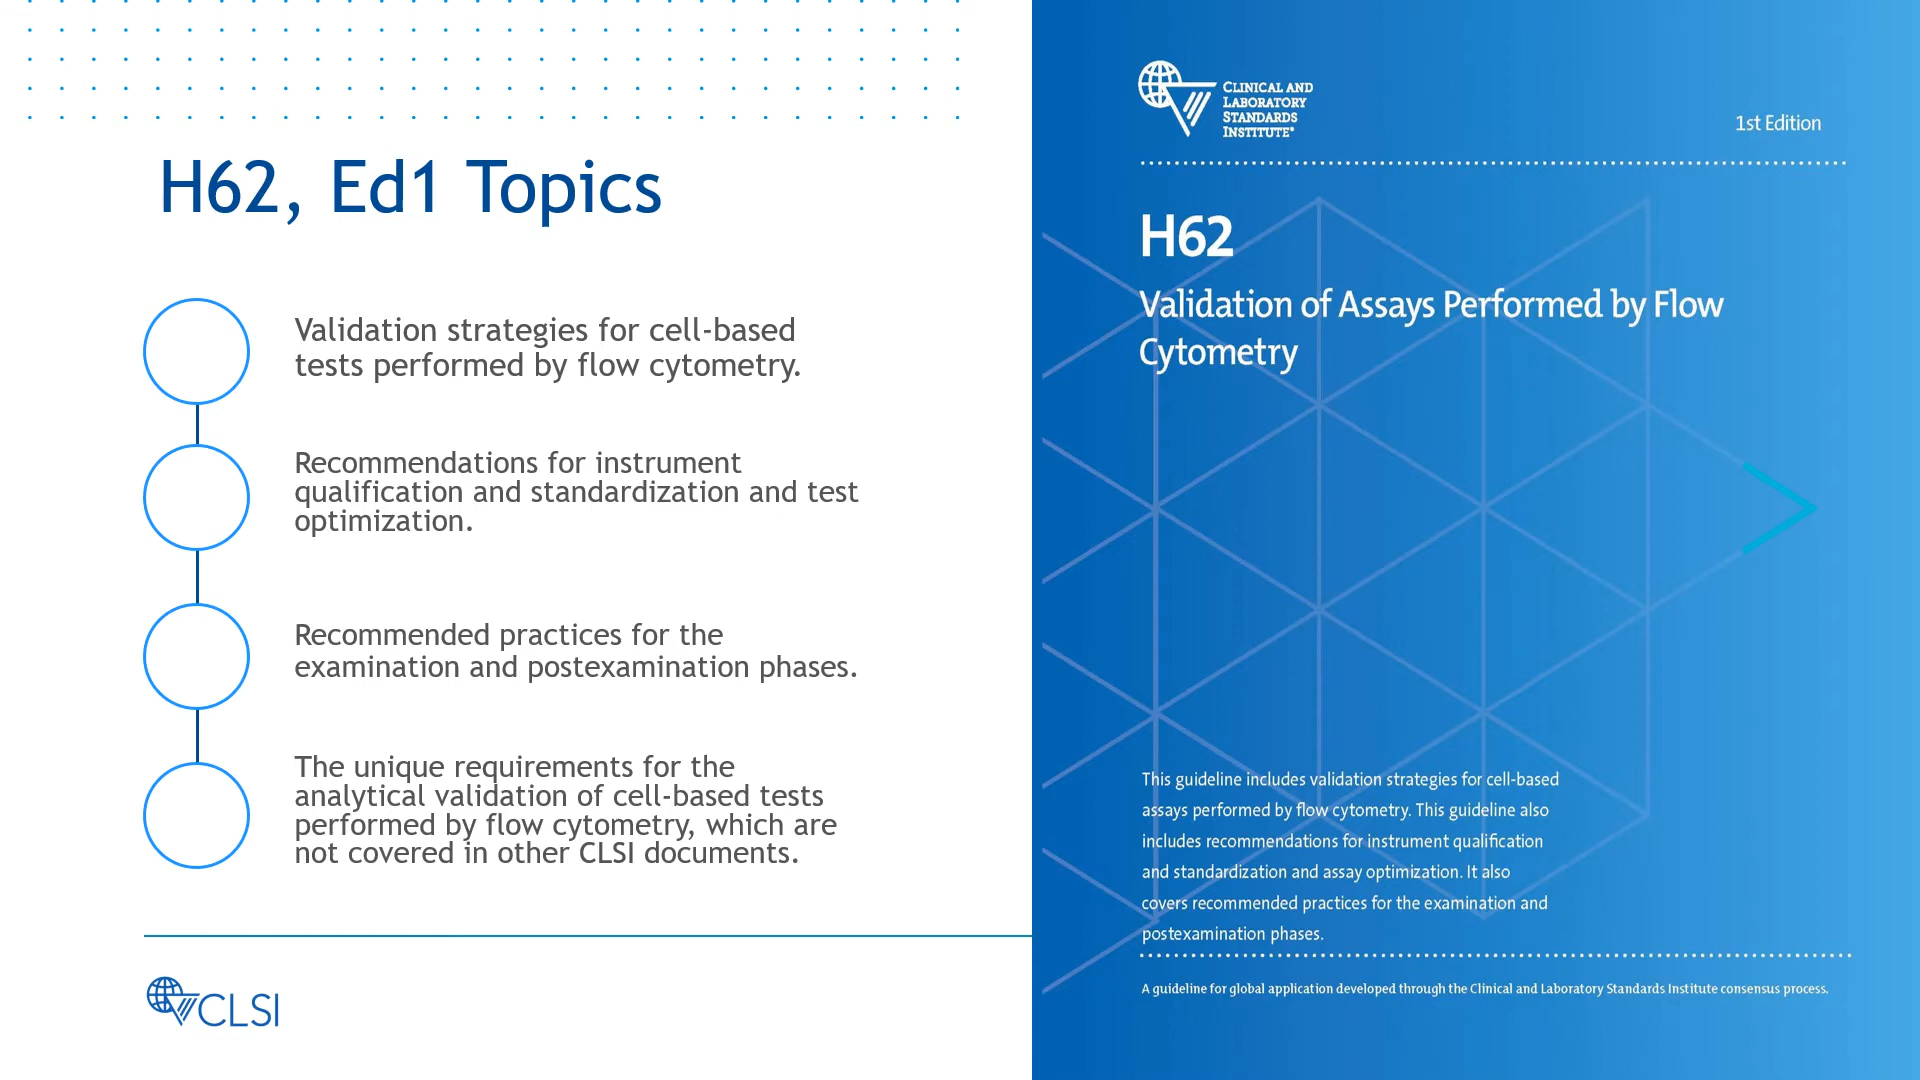 H62, Ed1 Topics
Validation strategies for cell-based
tests performed by flow cytometry.
Recommendations for instrument
qualification and standardization and test
optimization.
Recommended practices for the
examination and postexamination phases.
The unique requirements for the
analytical validation of cell-based tests
performed by flow cytometry, which are
not covered in other CLSI documents.
CLSI
CLINICAL AND
LABORATORY
STANDARDS
INSTITUTE®
1st Edition
H62
Validation of Assays Performed by Flow
Cytometry
This guideline includes validation strategies for cell-based
assays performed by flow cytometry. This guideline also
includes recommendations for instrument qualification
and standardization and assay optimization. It also
covers recommended practices for the examination and
postexamination phases.
A guideline for global application developed through the Clinical and Laboratory Standards Institute consensus process.